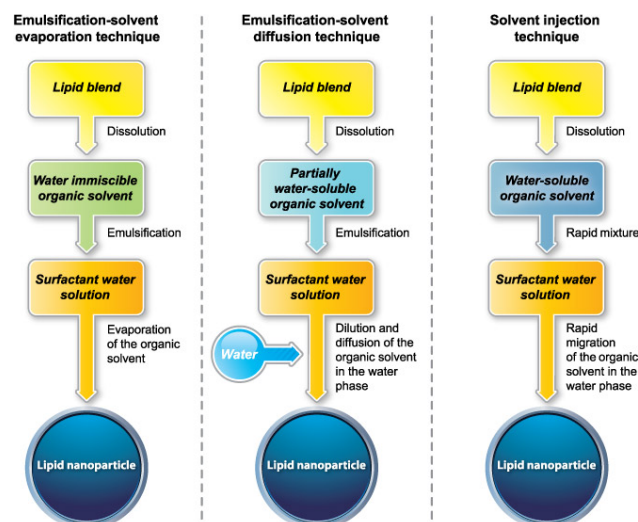 Emulsification-solvent
evaporation technique
Lipid blend
Dissolution
Water immiscible
organic solvent
Emulsification
Surfactant water
solution
Evaporation
of the organic
solvent
Lipid nanoparticle
Emulsification-solvent
diffusion technique
Lipid blend
Dissolution
Partially
water-soluble
organic solvent
Emulsification
Surfactant water
solution
Water
Dilution and
diffusion of the
organic solvent
in the water
phase
Lipid nanoparticle
Solvent injection
technique
Lipid blend
Dissolution
Water-soluble
organic solvent
Rapid mixture
Surfactant water
solution
Rapid
migration
of the organic
solvent in the
water phase
Lipid nanoparticle